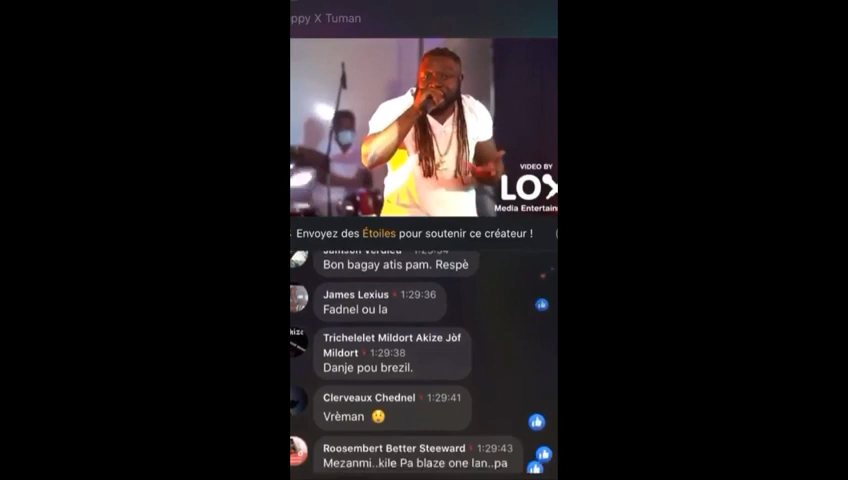 ppy X Tuman
VIDEO BY
LOX
Media Entertain
Envoyez des Étoiles pour soutenir ce créateur !
Bon bagay atis pam. Respè
James Lexius 1:29:36
Fadnel ou la
Trichelelet Mildort Akize Jòf
Mildort 1:29:38
Danje pou brezil.
Clerveaux Chednel 1:29:41
Vrèman 😲
Roosembert Better Steeward 1:29:43
Mezanmi..kile Pa blaze one lan..pa